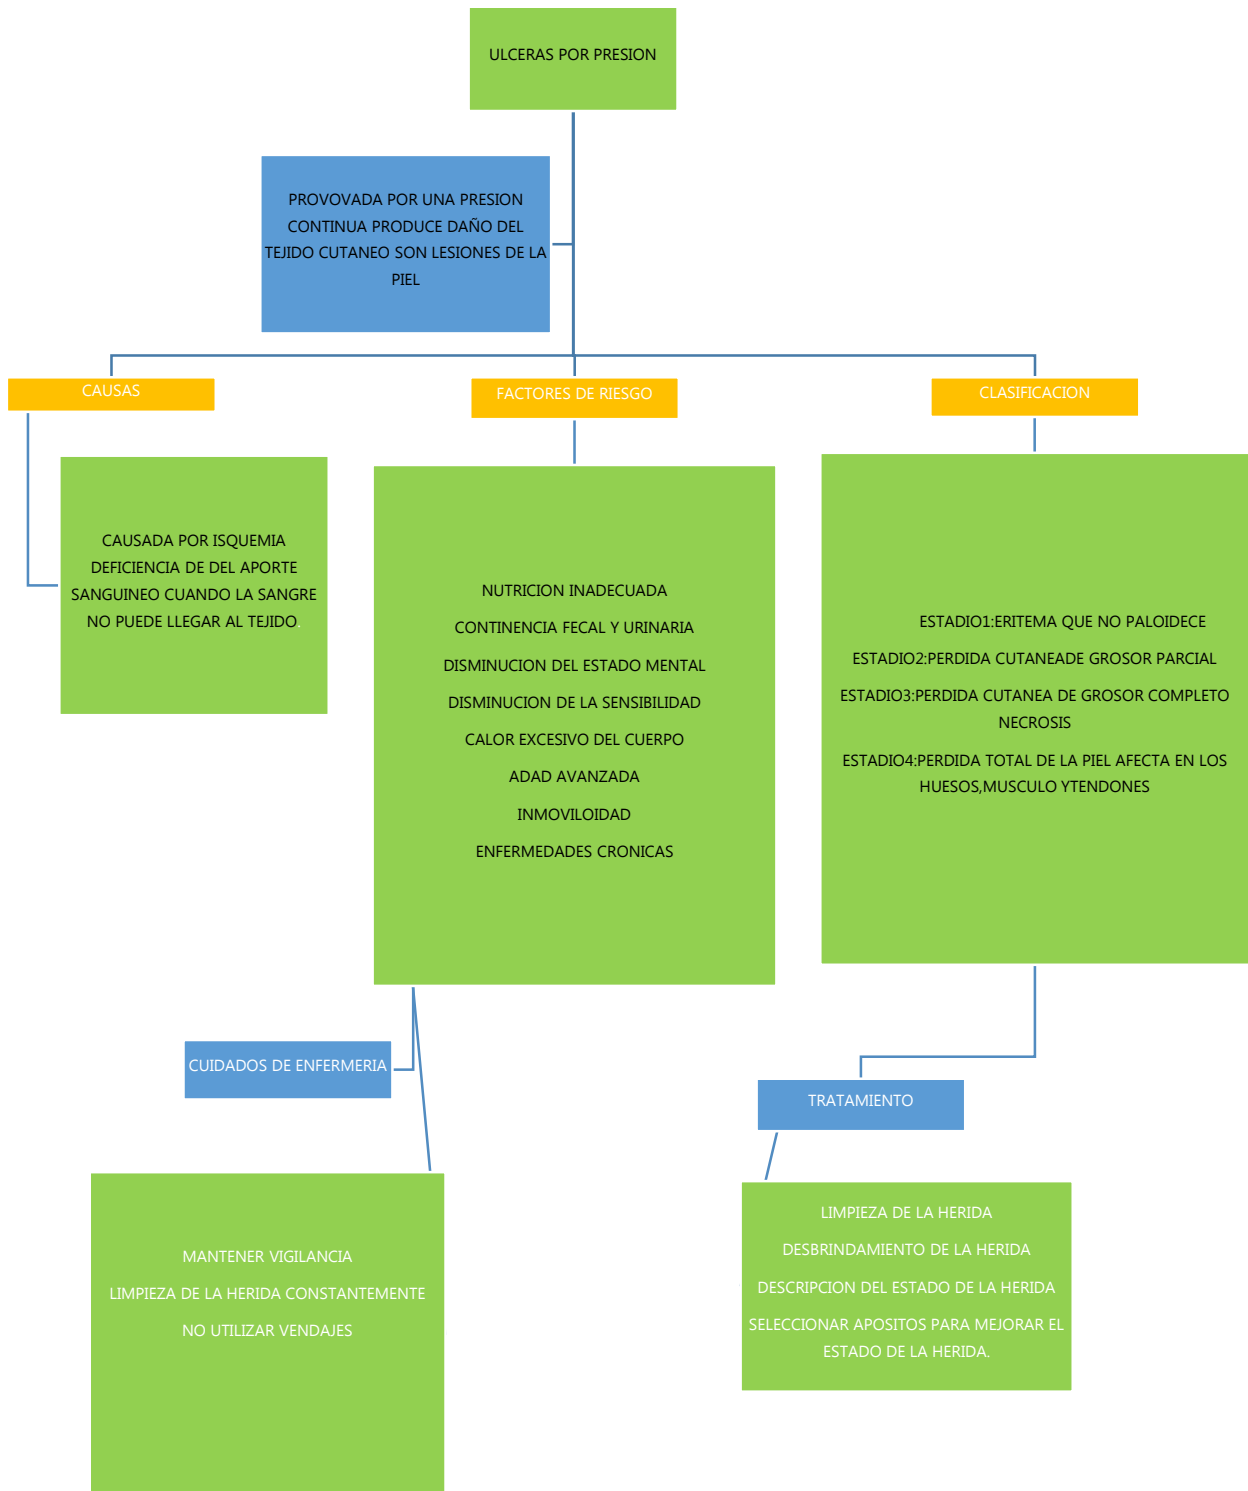 ULCERAS POR PRESION
PROVOVADA POR UNA PRESION
CONTINUA PRODUCE DAÑO DEL
TEJIDO CUTANEO SON LESIONES DE LA
PIEL
CAUSAS
FACTORES DE RIESGO
CLASIFICACION
CAUSADA POR ISQUEMIA
DEFICIENCIA DE DEL APORTE
SANGUINEO CUANDO LA SANGRE
NO PUEDE LLEGAR AL TEJIDO.
NUTRICION INADECUADA
CONTINENCIA FECAL Y URINARIA
DISMINUCION DEL ESTADO MENTAL
DISMINUCION DE LA SENSIBILIDAD
CALOR EXCESIVO DEL CUERPO
ADAD AVANZADA
INMOVILOIDAD
ENFERMEDADES CRONICAS
ESTADIO1:ERITEMA QUE NO PALOIDECE
ESTADIO2:PERDIDA CUTANEADE GROSOR PARCIAL
ESTADIO3:PERDIDA CUTANEA DE GROSOR COMPLETO
NECROSIS
ESTADIO4:PERDIDA TOTAL DE LA PIEL AFECTA EN LOS
HUESOS,MUSCULO YTENDONES
CUIDADOS DE ENFERMERIA
TRATAMIENTO
MANTENER VIGILANCIA
LIMPIEZA DE LA HERIDA CONSTANTEMENTE
NO UTILIZAR VENDAJES
LIMPIEZA DE LA HERIDA
DESBRINDAMIENTO DE LA HERIDA
DESCRIPCION DEL ESTADO DE LA HERIDA
SELECCIONAR APOSITOS PARA MEJORAR EL
ESTADO DE LA HERIDA.